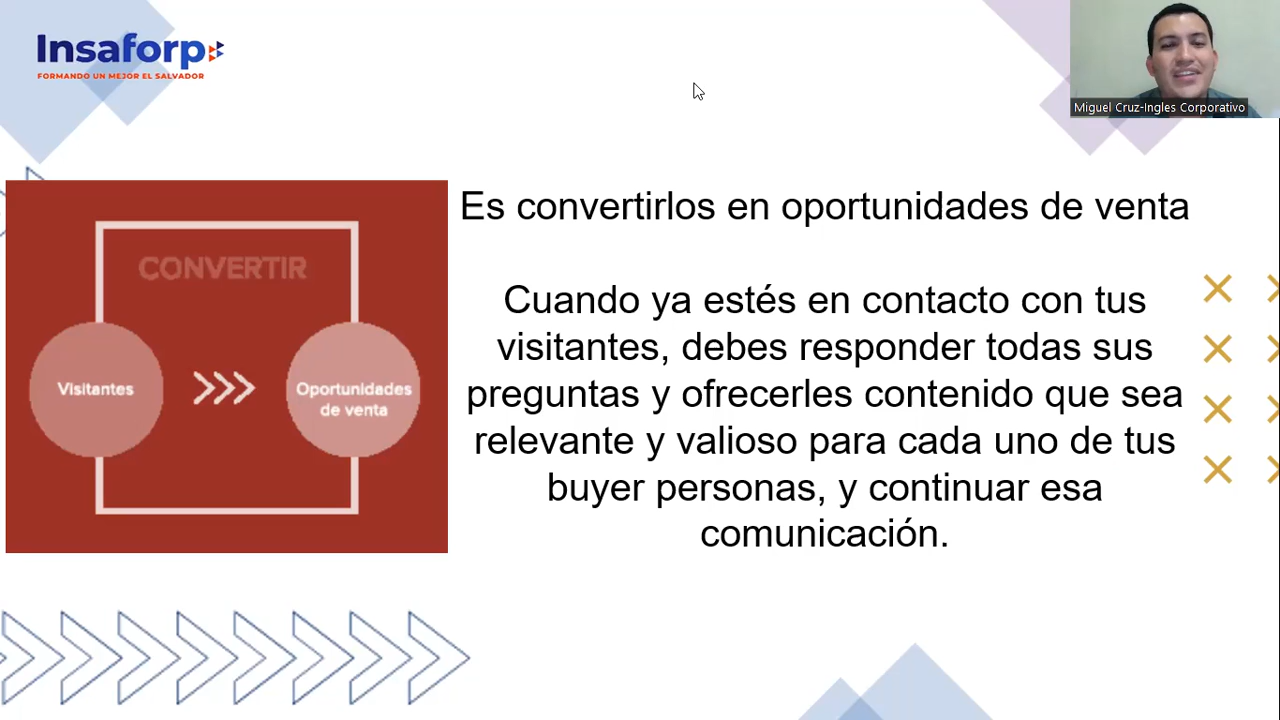 Insaforp
FORMANDO UN MEJOR EL SALVADOR
Miguel Cruz-Ingles Corporativo
CONVERTIR
Visitantes
Oportunidades
de venta
Es convertirlos en oportunidades de venta
Cuando ya estés en contacto con tus
visitantes, debes responder todas sus
preguntas y ofrecerles contenido que sea
relevante y valioso para cada uno de tus
buyer personas, y continuar esa
comunicación.